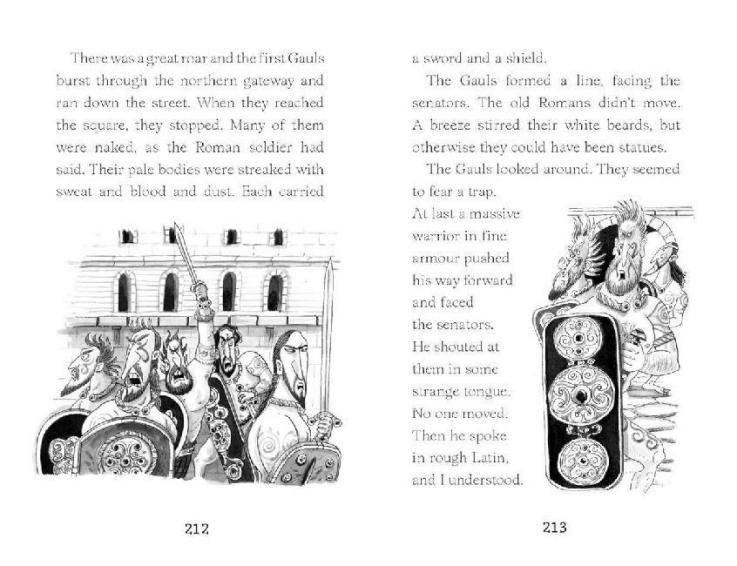 There was a great roar and the first Gauls
burst through the northern gateway and
ran down the street. When they reached
the square, they stopped. Many of them
were naked, as the Roman soldier had
said. Their pale bodies were streaked with
sweat and blood and dust. Each carried
212
a sword and a shield.
The Gauls formed a line, facing the
senators. The old Romans didn't move.
A breeze stirred their white beards, but
otherwise they could have been statues.
The Gauls looked around. They seemed
to fear a trap.
At last a massive
warrior in fine
armour pushed
his way forward
and faced
the senators.
He shouted at
them in some
strange tongue.
No one moved.
Then he spoke
in rough Latin,
and I understood.
213